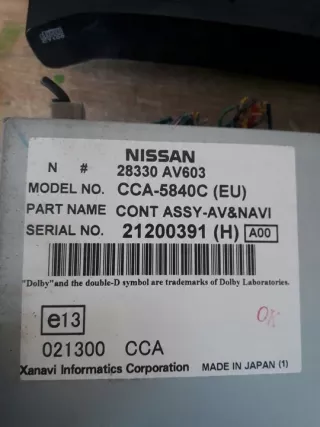 NISSAN
N # 28330 AV603
MODEL NO. CCA-5840C (EU)
PART NAME CONT ASSY-AV&NAVI
SERIAL NO. 21200391 (H) A00
"Dolby"and the double-D symbol are trademarks of Dolby Laboratories.
e13
OK
021300 CCA
Xanavi Informatics Corporation MADE IN JAPAN (1)